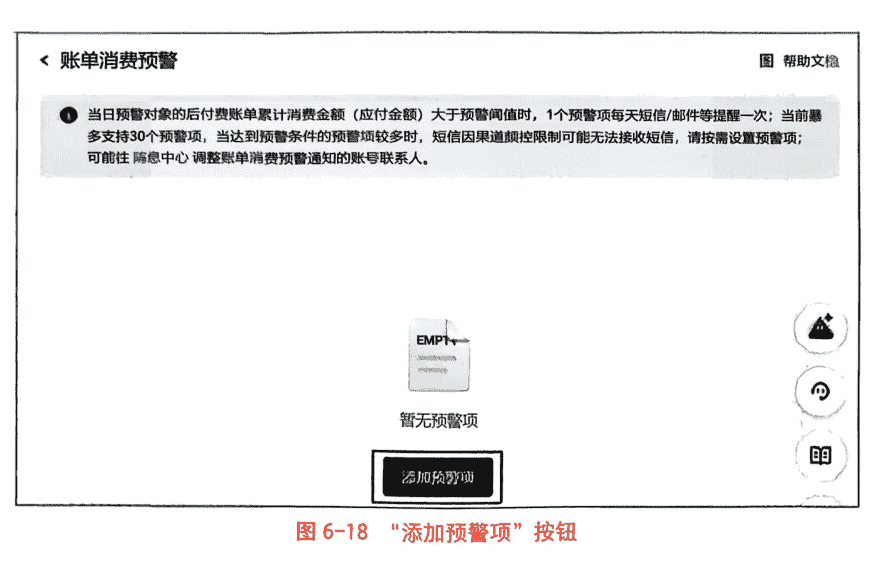 账单消费预警
帮助文档
当日预警对象的后付费账单累计消费金额（应付金额）大于预警阈值时，1个预警项每天短信/邮件等提醒一次；当前最
多支持30个预警项，当达到预警条件的预警项较多时，短信因渠道频控限制可能无法接收短信，请按需设置预警项；
可前往 消息中心 调整账单消费预警通知的账号联系人。
EMPTY
暂无预警项
添加预警项
图 6-18 “添加预警项”按钮